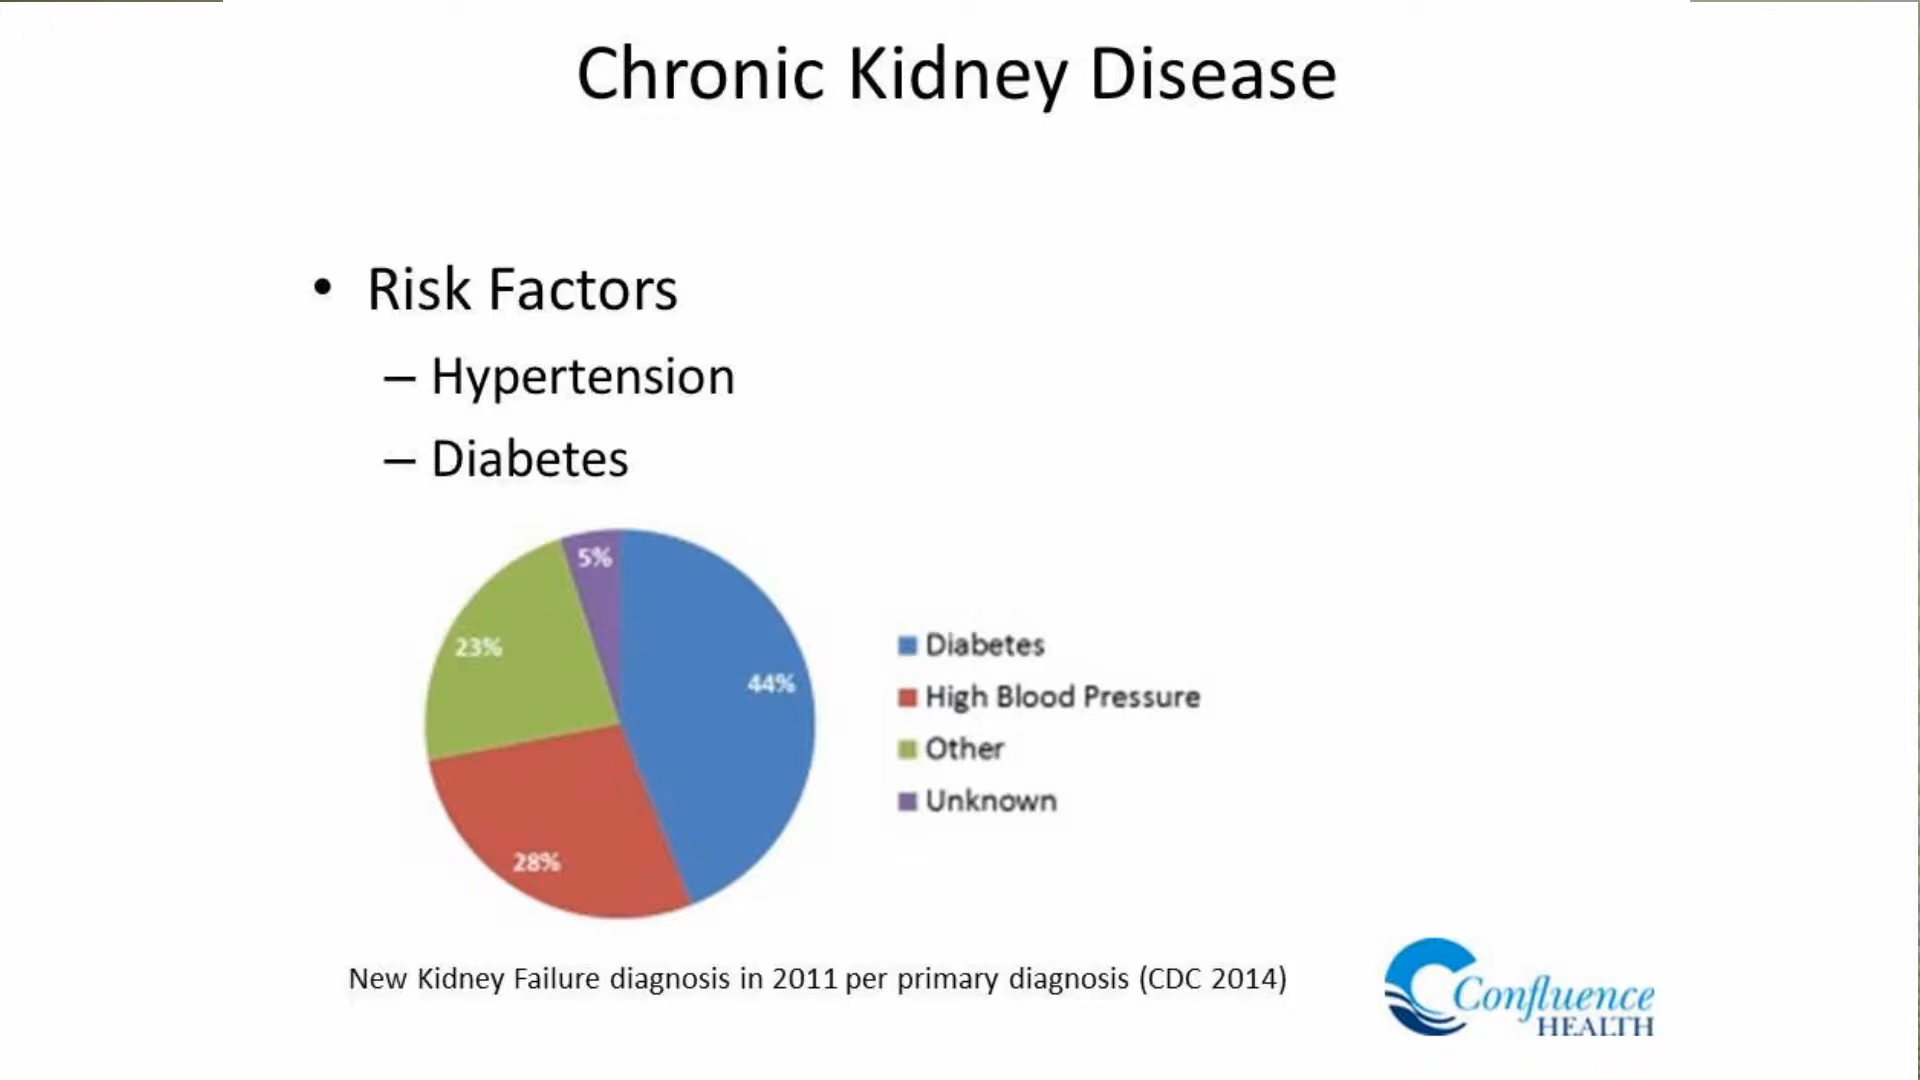 Chronic Kidney Disease
• Risk Factors
– Hypertension
– Diabetes
5%
23%
44%
28%
Diabetes
High Blood Pressure
Other
Unknown
New Kidney Failure diagnosis in 2011 per primary diagnosis (CDC 2014)
Confluence
HEALTH